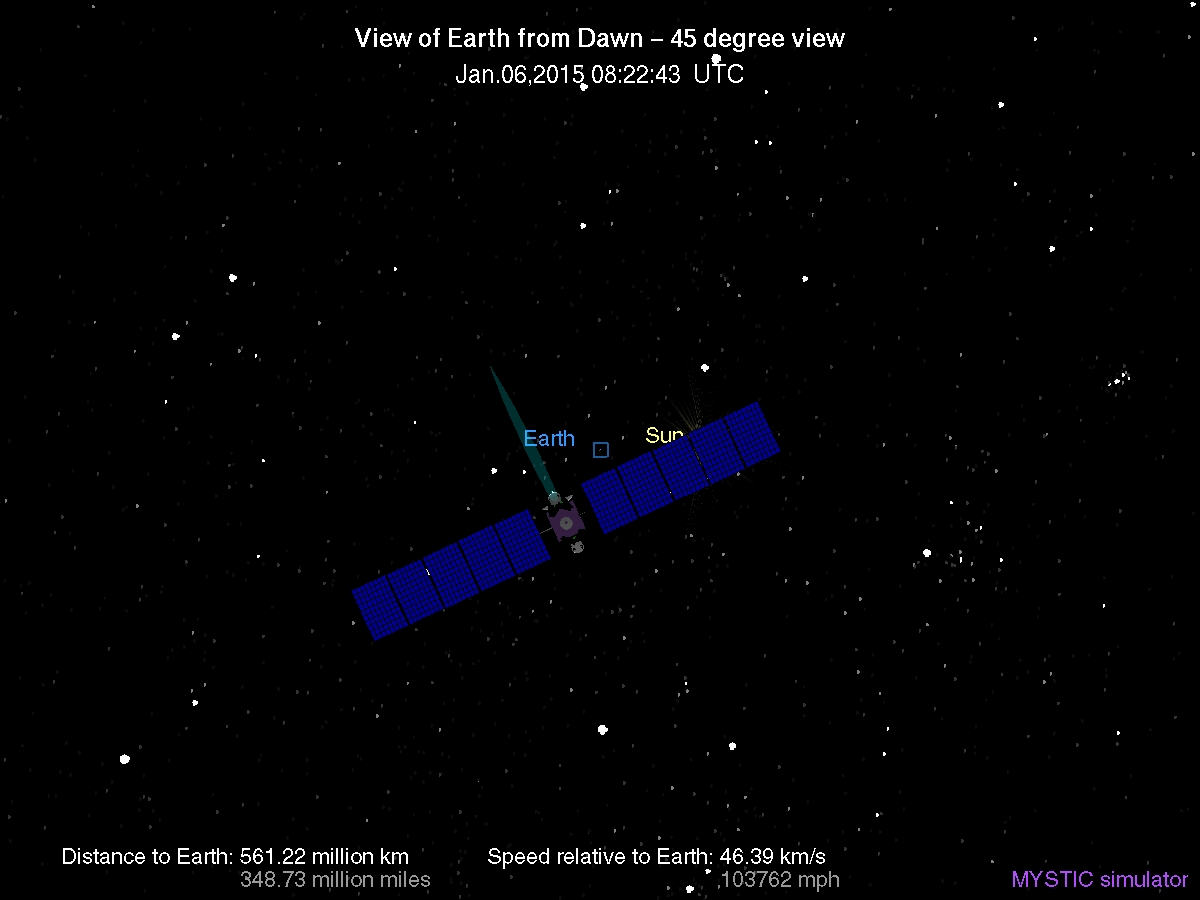 View of Earth from Dawn – 45 degree view
Jan.06,2015 08:22:43 UTC
Earth
Sun
Distance to Earth: 561.22 million km
348.73 million miles
Speed relative to Earth: 46.39 km/s
103762 mph
MYSTIC simulator